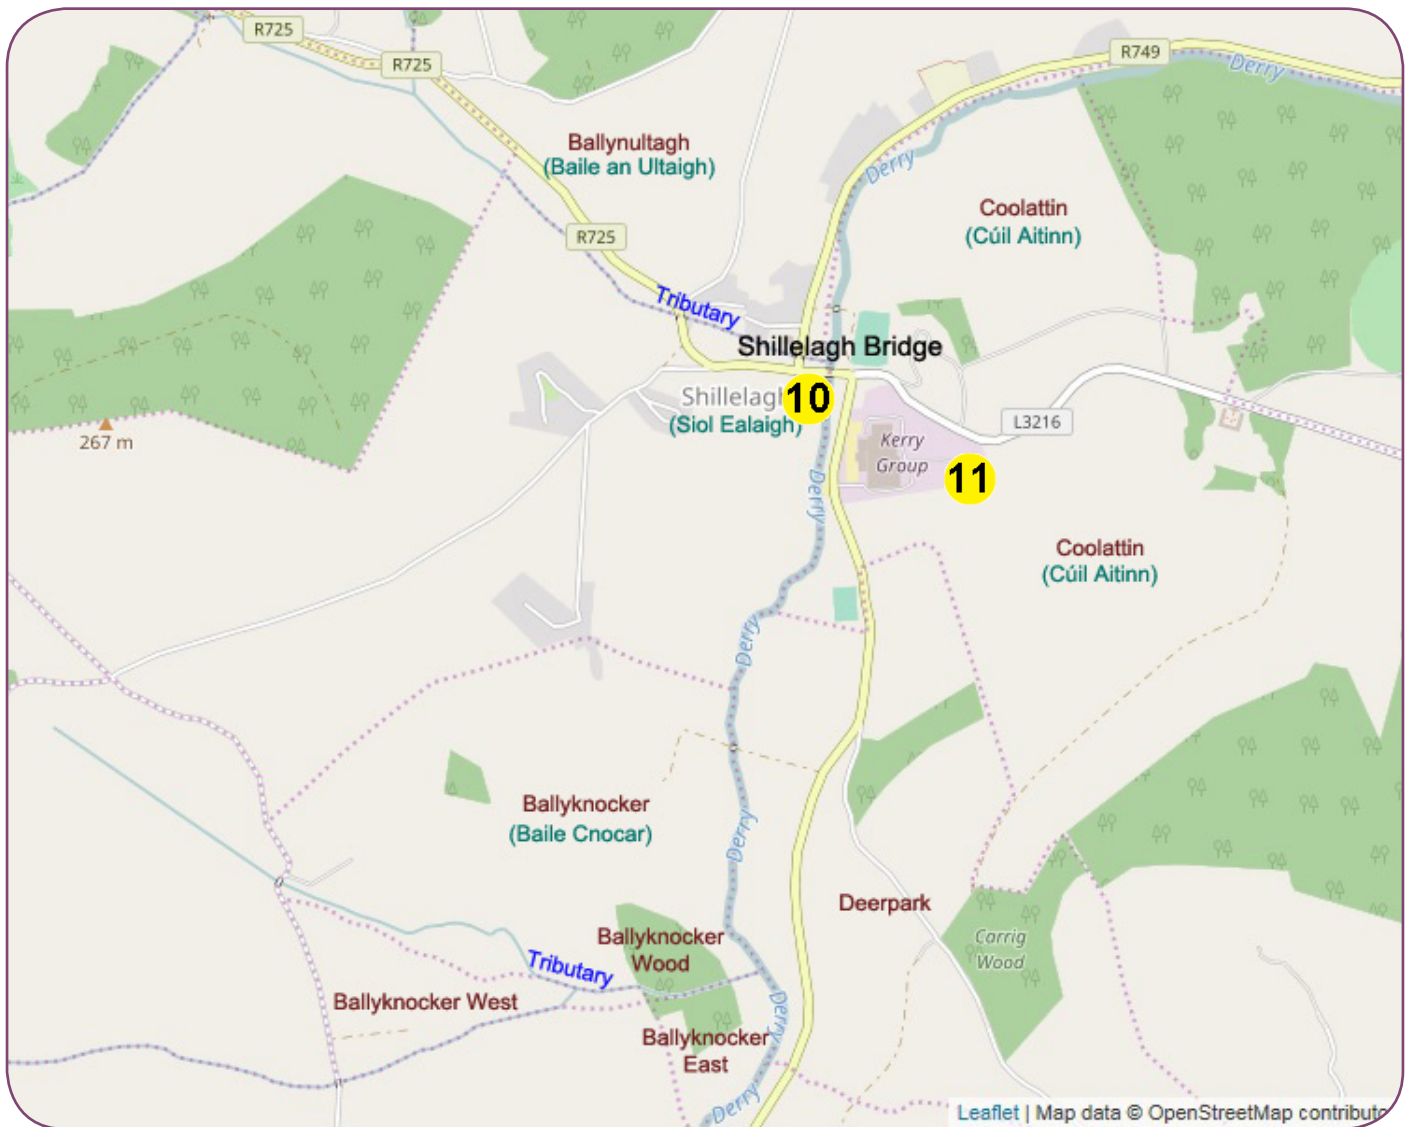 R725
R725
R749
Derry
Ballynultagh
(Baile an Ultaigh)
Derry
Coolattin
(Cúil Aitinn)
R725
Tributary
Shillelagh Bridge
Shillelagh
10
(Siol Ealaigh)
267 m
L3216
Kerry
Group
11
Derry
Coolattin
(Cúil Aitinn)
Derry
Ballyknocker
(Baile Cnocar)
Derry
Deerpark
Ballyknocker
Wood
Carrig
Wood
Tributary
Ballyknocker West
Derry
Ballyknocker
East
Derry
Leaflet | Map data © OpenStreetMap contributo